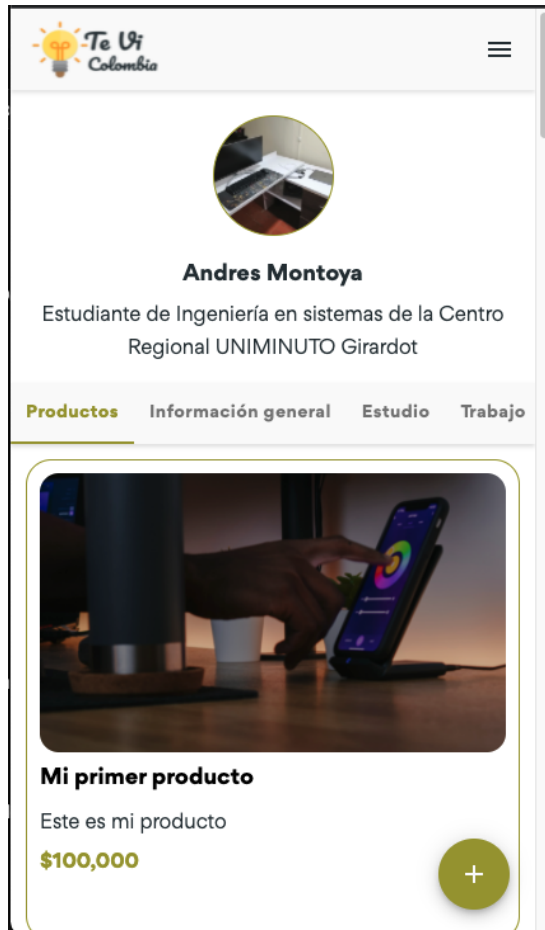 Te Vi
Colombia
Andres Montoya
Estudiante de Ingeniería en sistemas de la Centro
Regional UNIMINUTO Girardot
Productos Información general Estudio Trabajo
Mi primer producto
Este es mi producto
$100,000
+